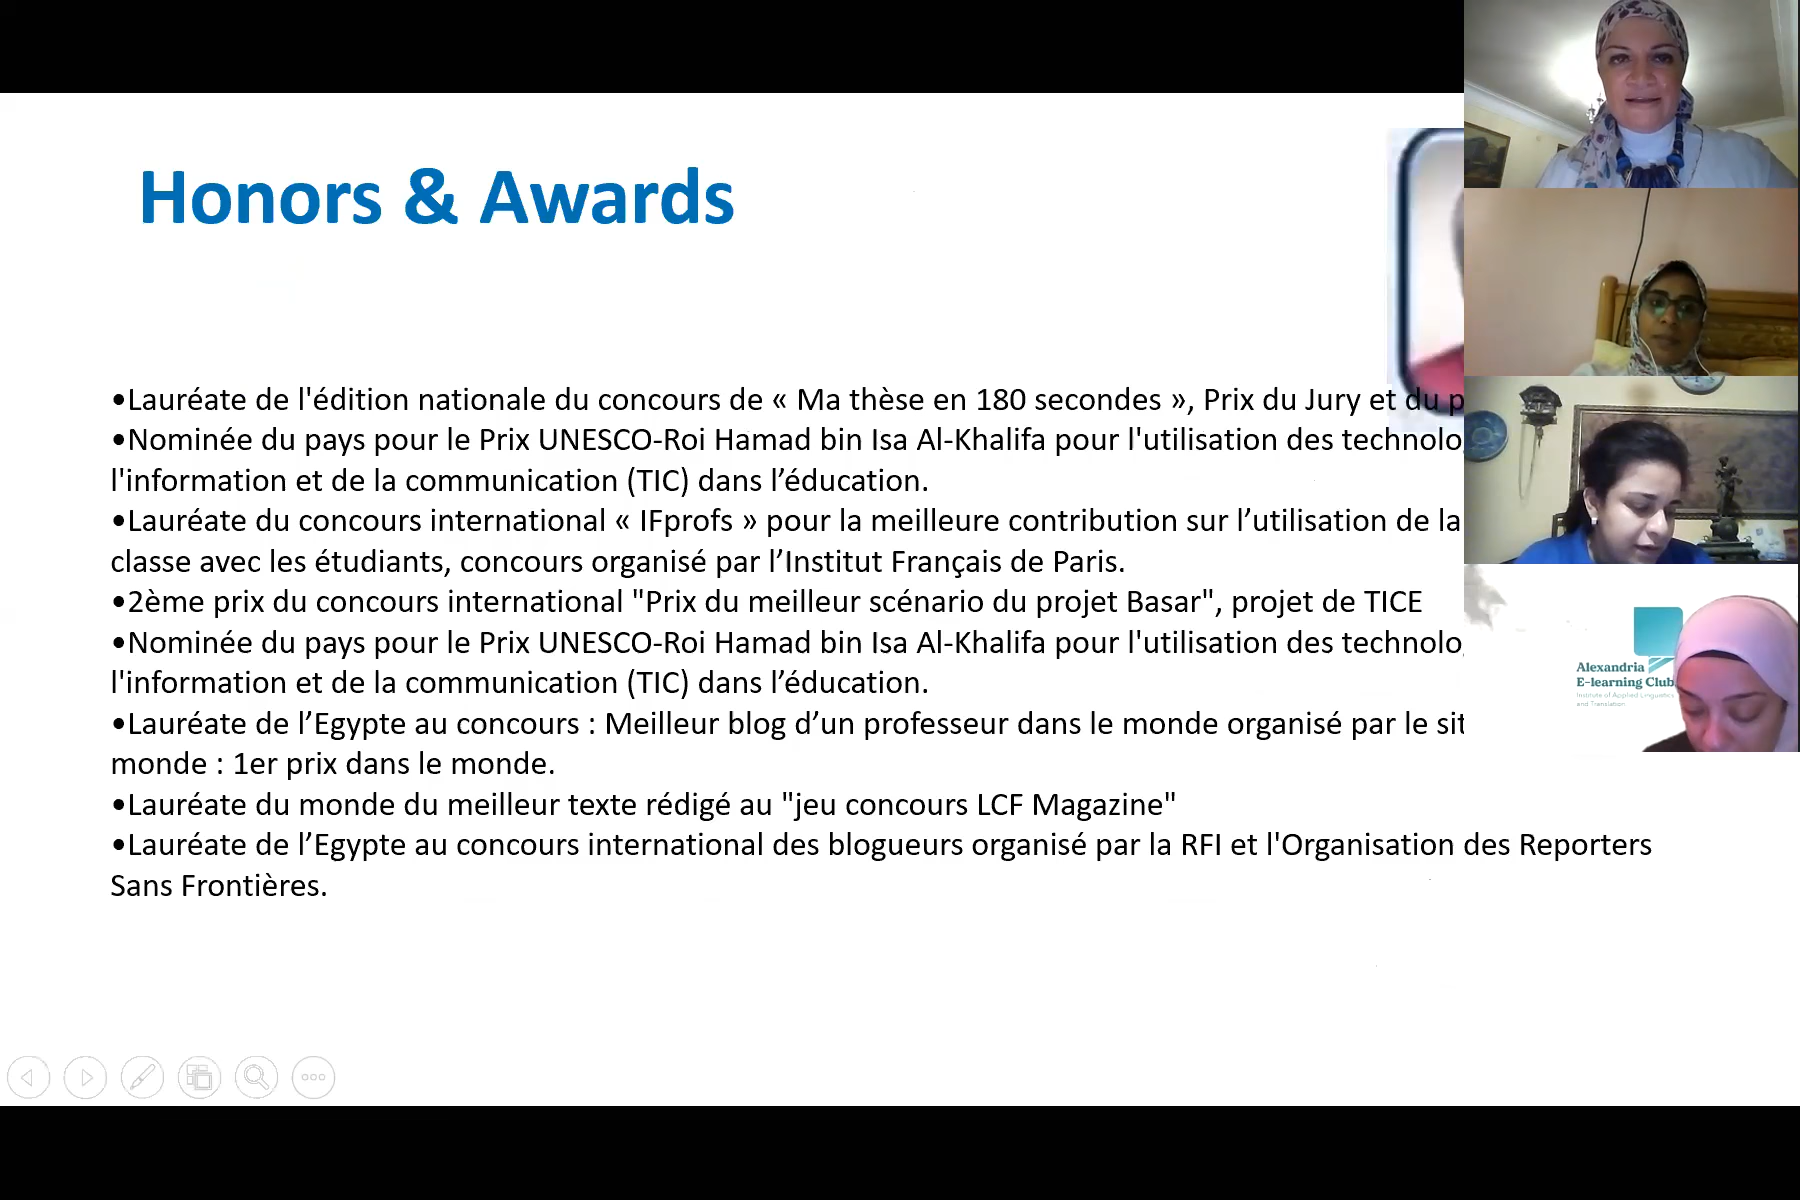 Honors & Awards
•Lauréate de l'édition nationale du concours de « Ma thèse en 180 secondes », Prix du Jury et du p
•Nominée du pays pour le Prix UNESCO-Roi Hamad bin Isa Al-Khalifa pour l'utilisation des technolo
l'information et de la communication (TIC) dans l’éducation.
•Lauréate du concours international « IFprofs » pour la meilleure contribution sur l’utilisation de la
classe avec les étudiants, concours organisé par l’Institut Français de Paris.
•2ème prix du concours international "Prix du meilleur scénario du projet Basar", projet de TICE
•Nominée du pays pour le Prix UNESCO-Roi Hamad bin Isa Al-Khalifa pour l'utilisation des technolo
l'information et de la communication (TIC) dans l’éducation.
•Lauréate de l’Egypte au concours : Meilleur blog d’un professeur dans le monde organisé par le sit
monde : 1er prix dans le monde.
•Lauréate du monde du meilleur texte rédigé au "jeu concours LCF Magazine"
•Lauréate de l’Egypte au concours international des blogueurs organisé par la RFI et l'Organisation des Reporters
Sans Frontières.
Alexandria
E-learning Club
Institute of Applied Linguistics
and Translation